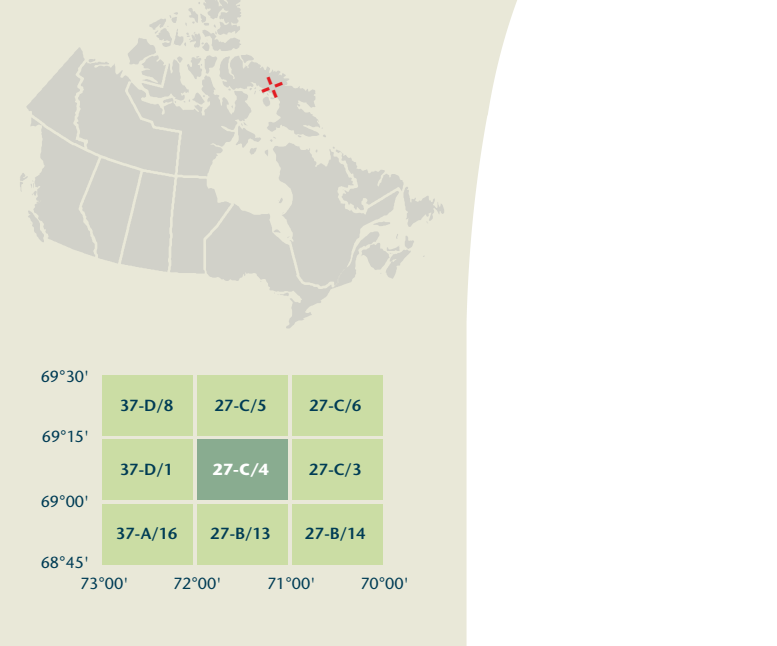 69°30'
37-D/8 27-C/5 27-C/6
69°15'
37-D/1 27-C/4 27-C/3
69°00'
37-A/16 27-B/13 27-B/14
68°45'
73°00' 72°00' 71°00' 70°00'